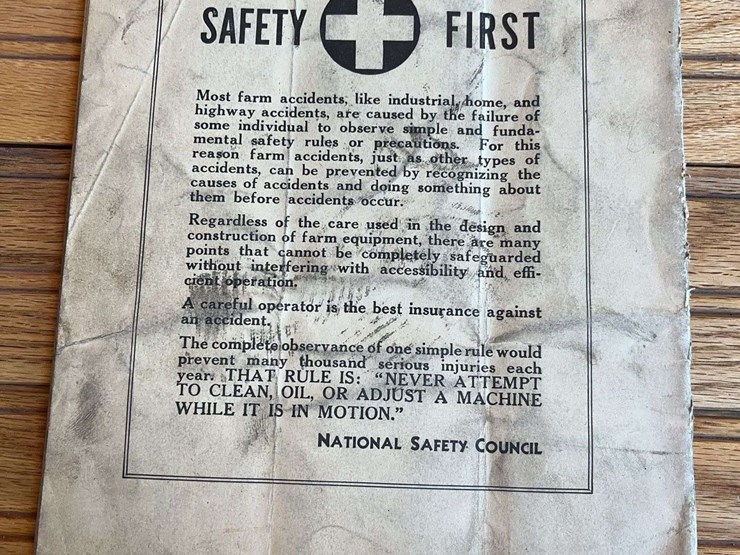 SAFETY FIRST
Most farm accidents, like industrial, home, and
highway accidents, are caused by the failure of
some individual to observe simple and funda-
mental safety rules or precautions. For this
reason farm accidents, just as other types of
accidents, can be prevented by recognizing the
causes of accidents and doing something about
them before accidents occur.
Regardless of the care used in the design and
construction of farm equipment, there are many
points that cannot be completely safeguarded
without interfering with accessibility and effi-
cient operation.
A careful operator is the best insurance against
an accident.
The complete observance of one simple rule would
prevent many thousand serious injuries each
year. THAT RULE IS: “NEVER ATTEMPT
TO CLEAN, OIL, OR ADJUST A MACHINE
WHILE IT IS IN MOTION.”
NATIONAL SAFETY COUNCIL